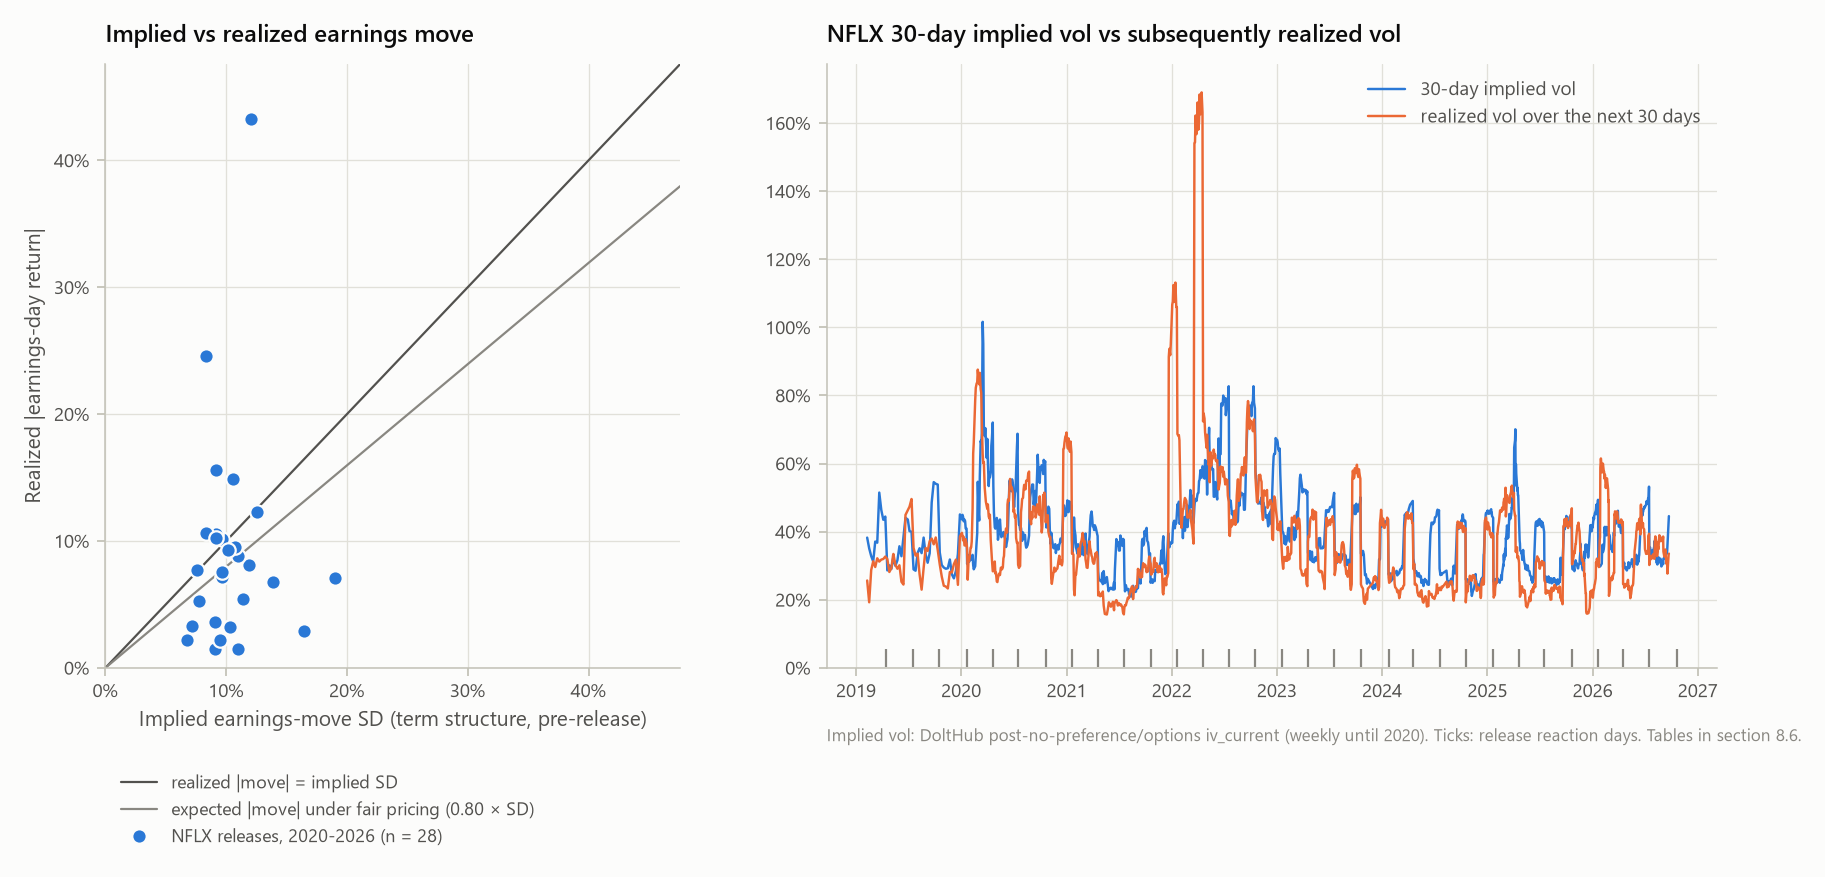 Implied vs realized earnings move
Realized |earnings-day return|
40%
30%
20%
10%
0%
0% 10% 20% 30% 40%
Implied earnings-move SD (term structure, pre-release)
realized |move| = implied SD
expected |move| under fair pricing (0.80 × SD)
NFLX releases, 2020-2026 (n = 28)
NFLX 30-day implied vol vs subsequently realized vol
30-day implied vol
realized vol over the next 30 days
160%
140%
120%
100%
80%
60%
40%
20%
0%
2019 2020 2021 2022 2023 2024 2025 2026 2027
Implied vol: DoltHub post-no-preference/options iv_current (weekly until 2020). Ticks: release reaction days. Tables in section 8.6.